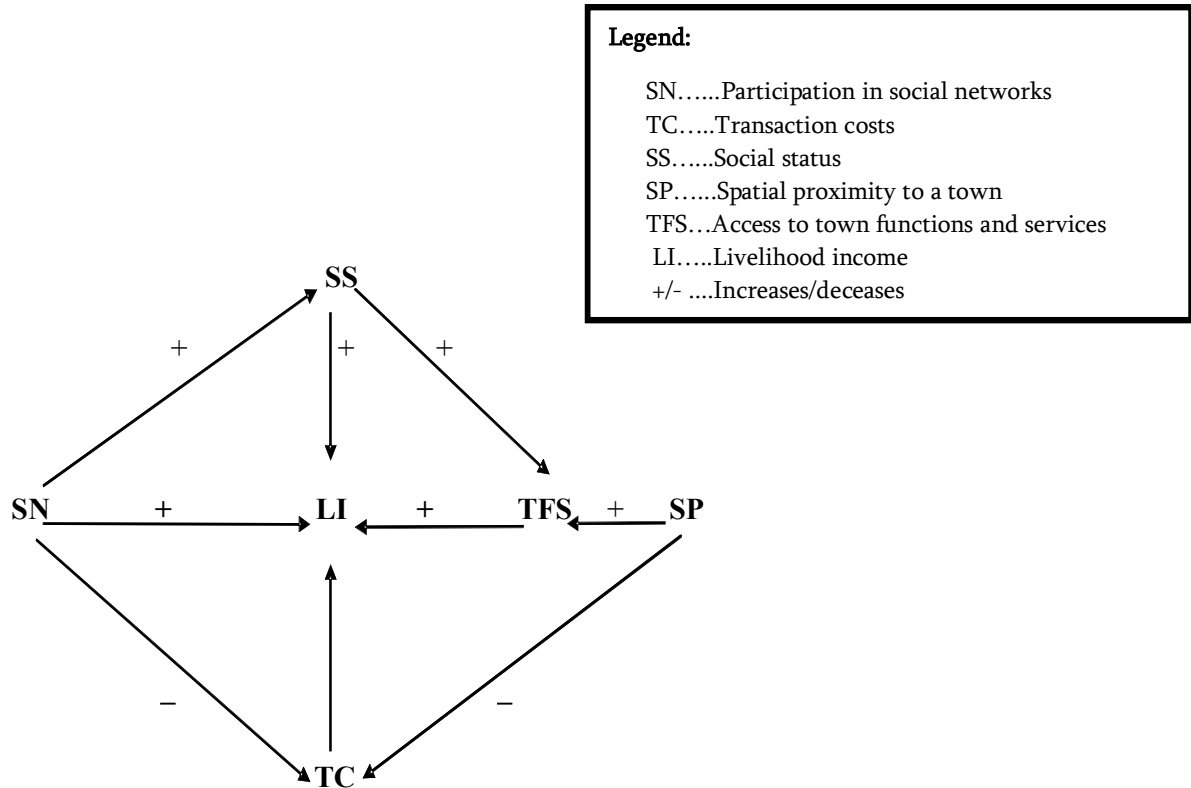 Legend:
SN…...Participation in social networks
TC…..Transaction costs
SS…...Social status
SP…...Spatial proximity to a town
TFS…Access to town functions and services
LI…..Livelihood income
+/- ....Increases/deceases
SS
+ + +
SN + LI + TFS + SP
− −
TC